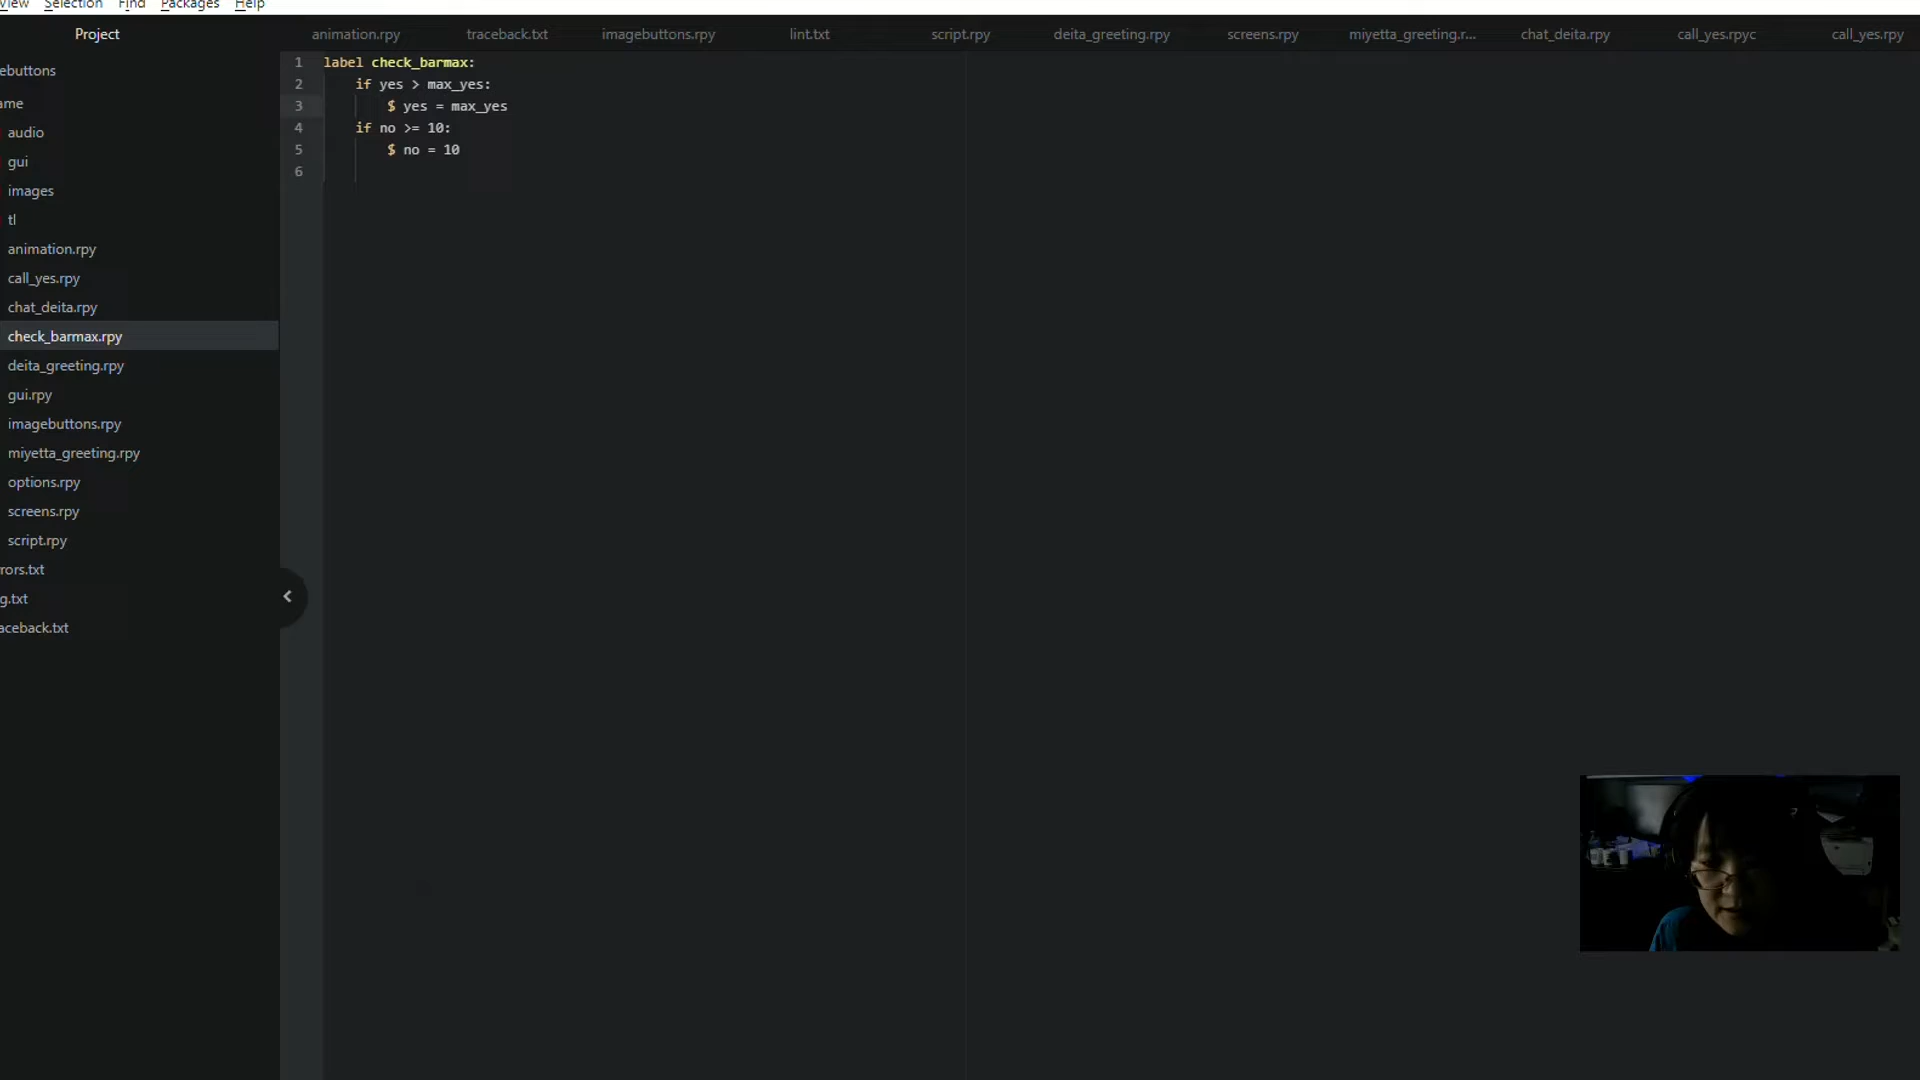 View Selection Find Packages Help
Project
animation.rpy traceback.txt imagebuttons.rpy lint.txt script.rpy deita_greeting.rpy screens.rpy miyetta_greeting.r... chat_deita.rpy call_yes.rpyc call_yes.rpy
ebuttons
ame
audio
gui
images
tl
animation.rpy
call_yes.rpy
chat_deita.rpy
check_barmax.rpy
deita_greeting.rpy
gui.rpy
imagebuttons.rpy
miyetta_greeting.rpy
options.rpy
screens.rpy
script.rpy
rors.txt
g.txt
aceback.txt
1 label check_barmax:
2 if yes > max_yes:
3 $ yes = max_yes
4 if no >= 10:
5 $ no = 10
6